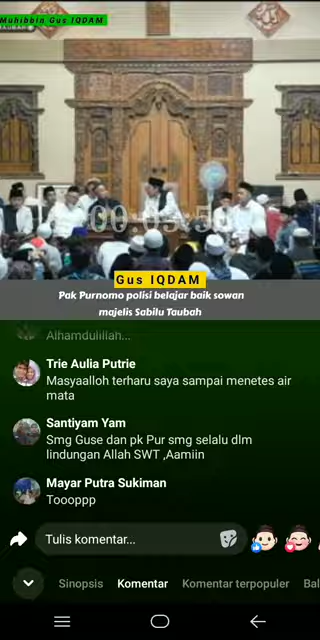 Muhibbin Gus IQDAM
Gus IQDAM
Pak Purnomo polisi belajar baik sowan
majelis Sabilu Taubah
Alhamdulillah...
Trie Aulia Putrie
Masyaalloh terharu saya sampai menetes air
mata
Santiyam Yam
Smg Guse dan pk Pur smg selalu dlm
lindungan Allah SWT ,Aamiin
Mayar Putra Sukiman
Toooppp
Tulis komentar...
Sinopsis Komentar Komentar terpopuler Bal